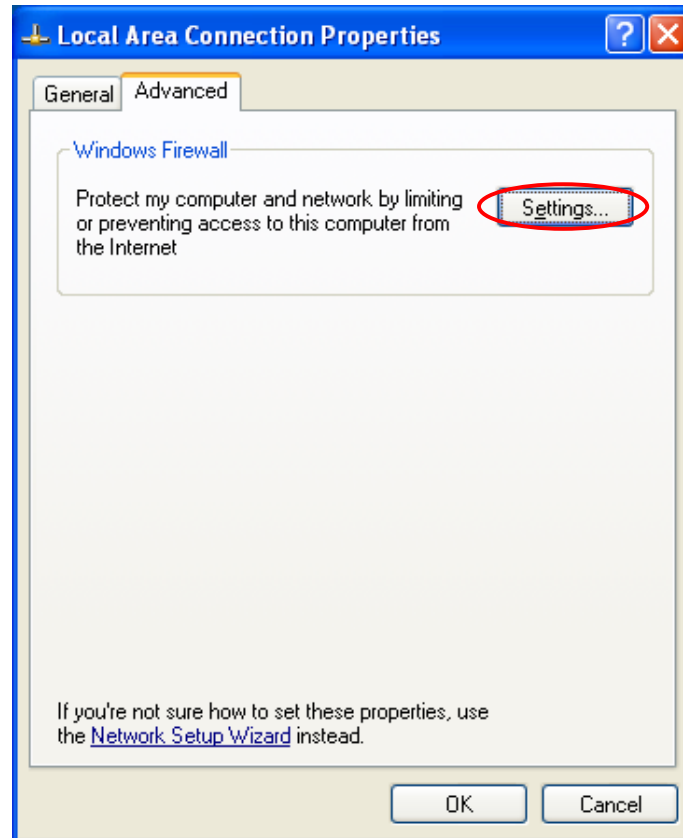 Local Area Connection Properties
General Advanced
Windows Firewall
Protect my computer and network by limiting
or preventing access to this computer from
the Internet
Settings...
If you're not sure how to set these properties, use
the Network Setup Wizard instead.
OK Cancel